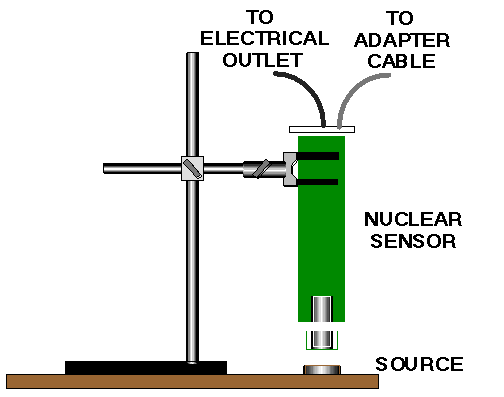 TO
ELECTRICAL
OUTLET
TO
ADAPTER
CABLE
NUCLEAR
SENSOR
SOURCE